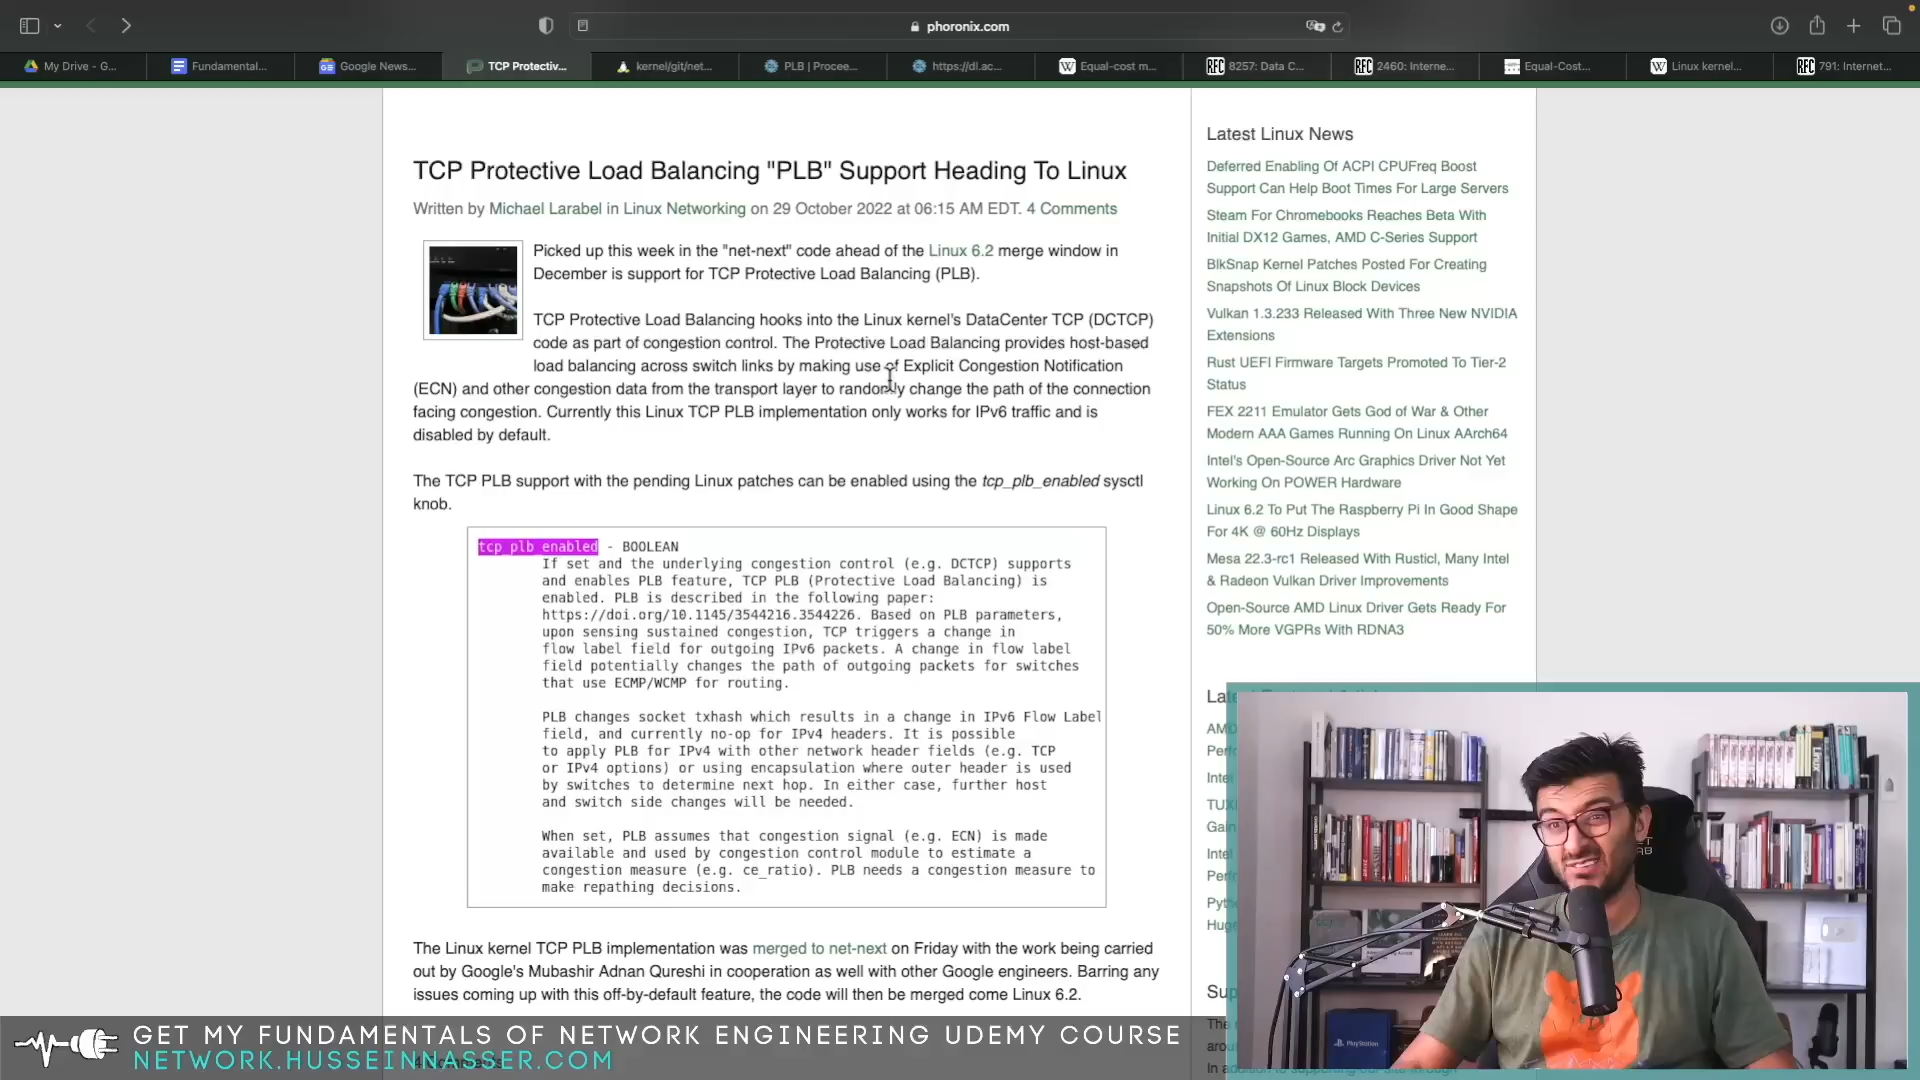 phoronix.com
My Drive - G...
Fundamental...
Google News...
TCP Protectiv...
kernel/git/net...
PLB | Procee...
https://dl.ac...
W Equal-cost m...
RFC 8257: Data C...
RFC 2460: Interne...
Equal-Cost...
W Linux kernel...
RFC 791: Internet...
TCP Protective Load Balancing "PLB" Support Heading To Linux
Written by Michael Larabel in Linux Networking on 29 October 2022 at 06:15 AM EDT. 4 Comments
Picked up this week in the "net-next" code ahead of the Linux 6.2 merge window in
December is support for TCP Protective Load Balancing (PLB).
TCP Protective Load Balancing hooks into the Linux kernel's DataCenter TCP (DCTCP)
code as part of congestion control. The Protective Load Balancing provides host-based
load balancing across switch links by making use of Explicit Congestion Notification
(ECN) and other congestion data from the transport layer to randomly change the path of the connection
facing congestion. Currently this Linux TCP PLB implementation only works for IPv6 traffic and is
disabled by default.
The TCP PLB support with the pending Linux patches can be enabled using the tcp_plb_enabled sysctl
knob.
tcp_plb_enabled - BOOLEAN
If set and the underlying congestion control (e.g. DCTCP) supports
and enables PLB feature, TCP PLB (Protective Load Balancing) is
enabled. PLB is described in the following paper:
https://doi.org/10.1145/3544216.3544226. Based on PLB parameters,
upon sensing sustained congestion, TCP triggers a change in
flow label field for outgoing IPv6 packets. A change in flow label
field potentially changes the path of outgoing packets for switches
that use ECMP/WCMP for routing.
PLB changes socket txhash which results in a change in IPv6 Flow Label
field, and currently no-op for IPv4 headers. It is possible
to apply PLB for IPv4 with other network header fields (e.g. TCP
or IPv4 options) or using encapsulation where outer header is used
by switches to determine next hop. In either case, further host
and switch side changes will be needed.
When set, PLB assumes that congestion signal (e.g. ECN) is made
available and used by congestion control module to estimate a
congestion measure (e.g. ce_ratio). PLB needs a congestion measure to
make repathing decisions.
The Linux kernel TCP PLB implementation was merged to net-next on Friday with the work being carried
out by Google's Mubashir Adnan Qureshi in cooperation as well with other Google engineers. Barring any
issues coming up with this off-by-default feature, the code will then be merged come Linux 6.2.
Latest Linux News
Deferred Enabling Of ACPI CPUFreq Boost
Support Can Help Boot Times For Large Servers
Steam For Chromebooks Reaches Beta With
Initial DX12 Games, AMD C-Series Support
BlkSnap Kernel Patches Posted For Creating
Snapshots Of Linux Block Devices
Vulkan 1.3.233 Released With Three New NVIDIA
Extensions
Rust UEFI Firmware Targets Promoted To Tier-2
Status
FEX 2211 Emulator Gets God of War & Other
Modern AAA Games Running On Linux AArch64
Intel's Open-Source Arc Graphics Driver Not Yet
Working On POWER Hardware
Linux 6.2 To Put The Raspberry Pi In Good Shape
For 4K @ 60Hz Displays
Mesa 22.3-rc1 Released With Rusticl, Many Intel
& Radeon Vulkan Driver Improvements
Open-Source AMD Linux Driver Gets Ready For
50% More VGPRs With RDNA3
AMD
Intel
Gain
Intel
PlayStation
GET MY FUNDAMENTALS OF NETWORK ENGINEERING UDEMY COURSE
NETWORK.HUSSEINNASSER.COM